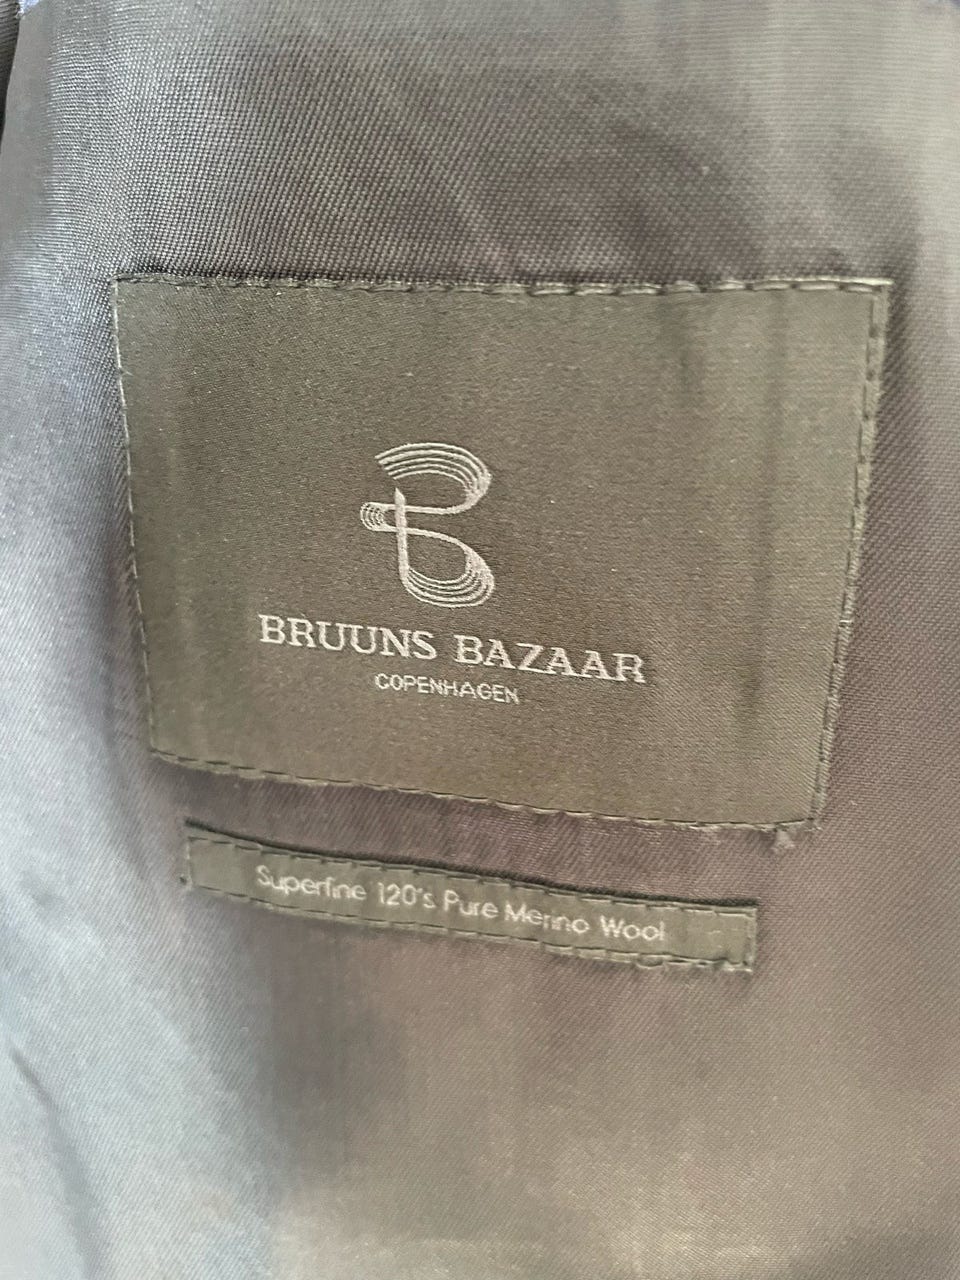 BRUUNS BAZAAR
COPENHAGEN
Superfine 120's Pure Merino Wool